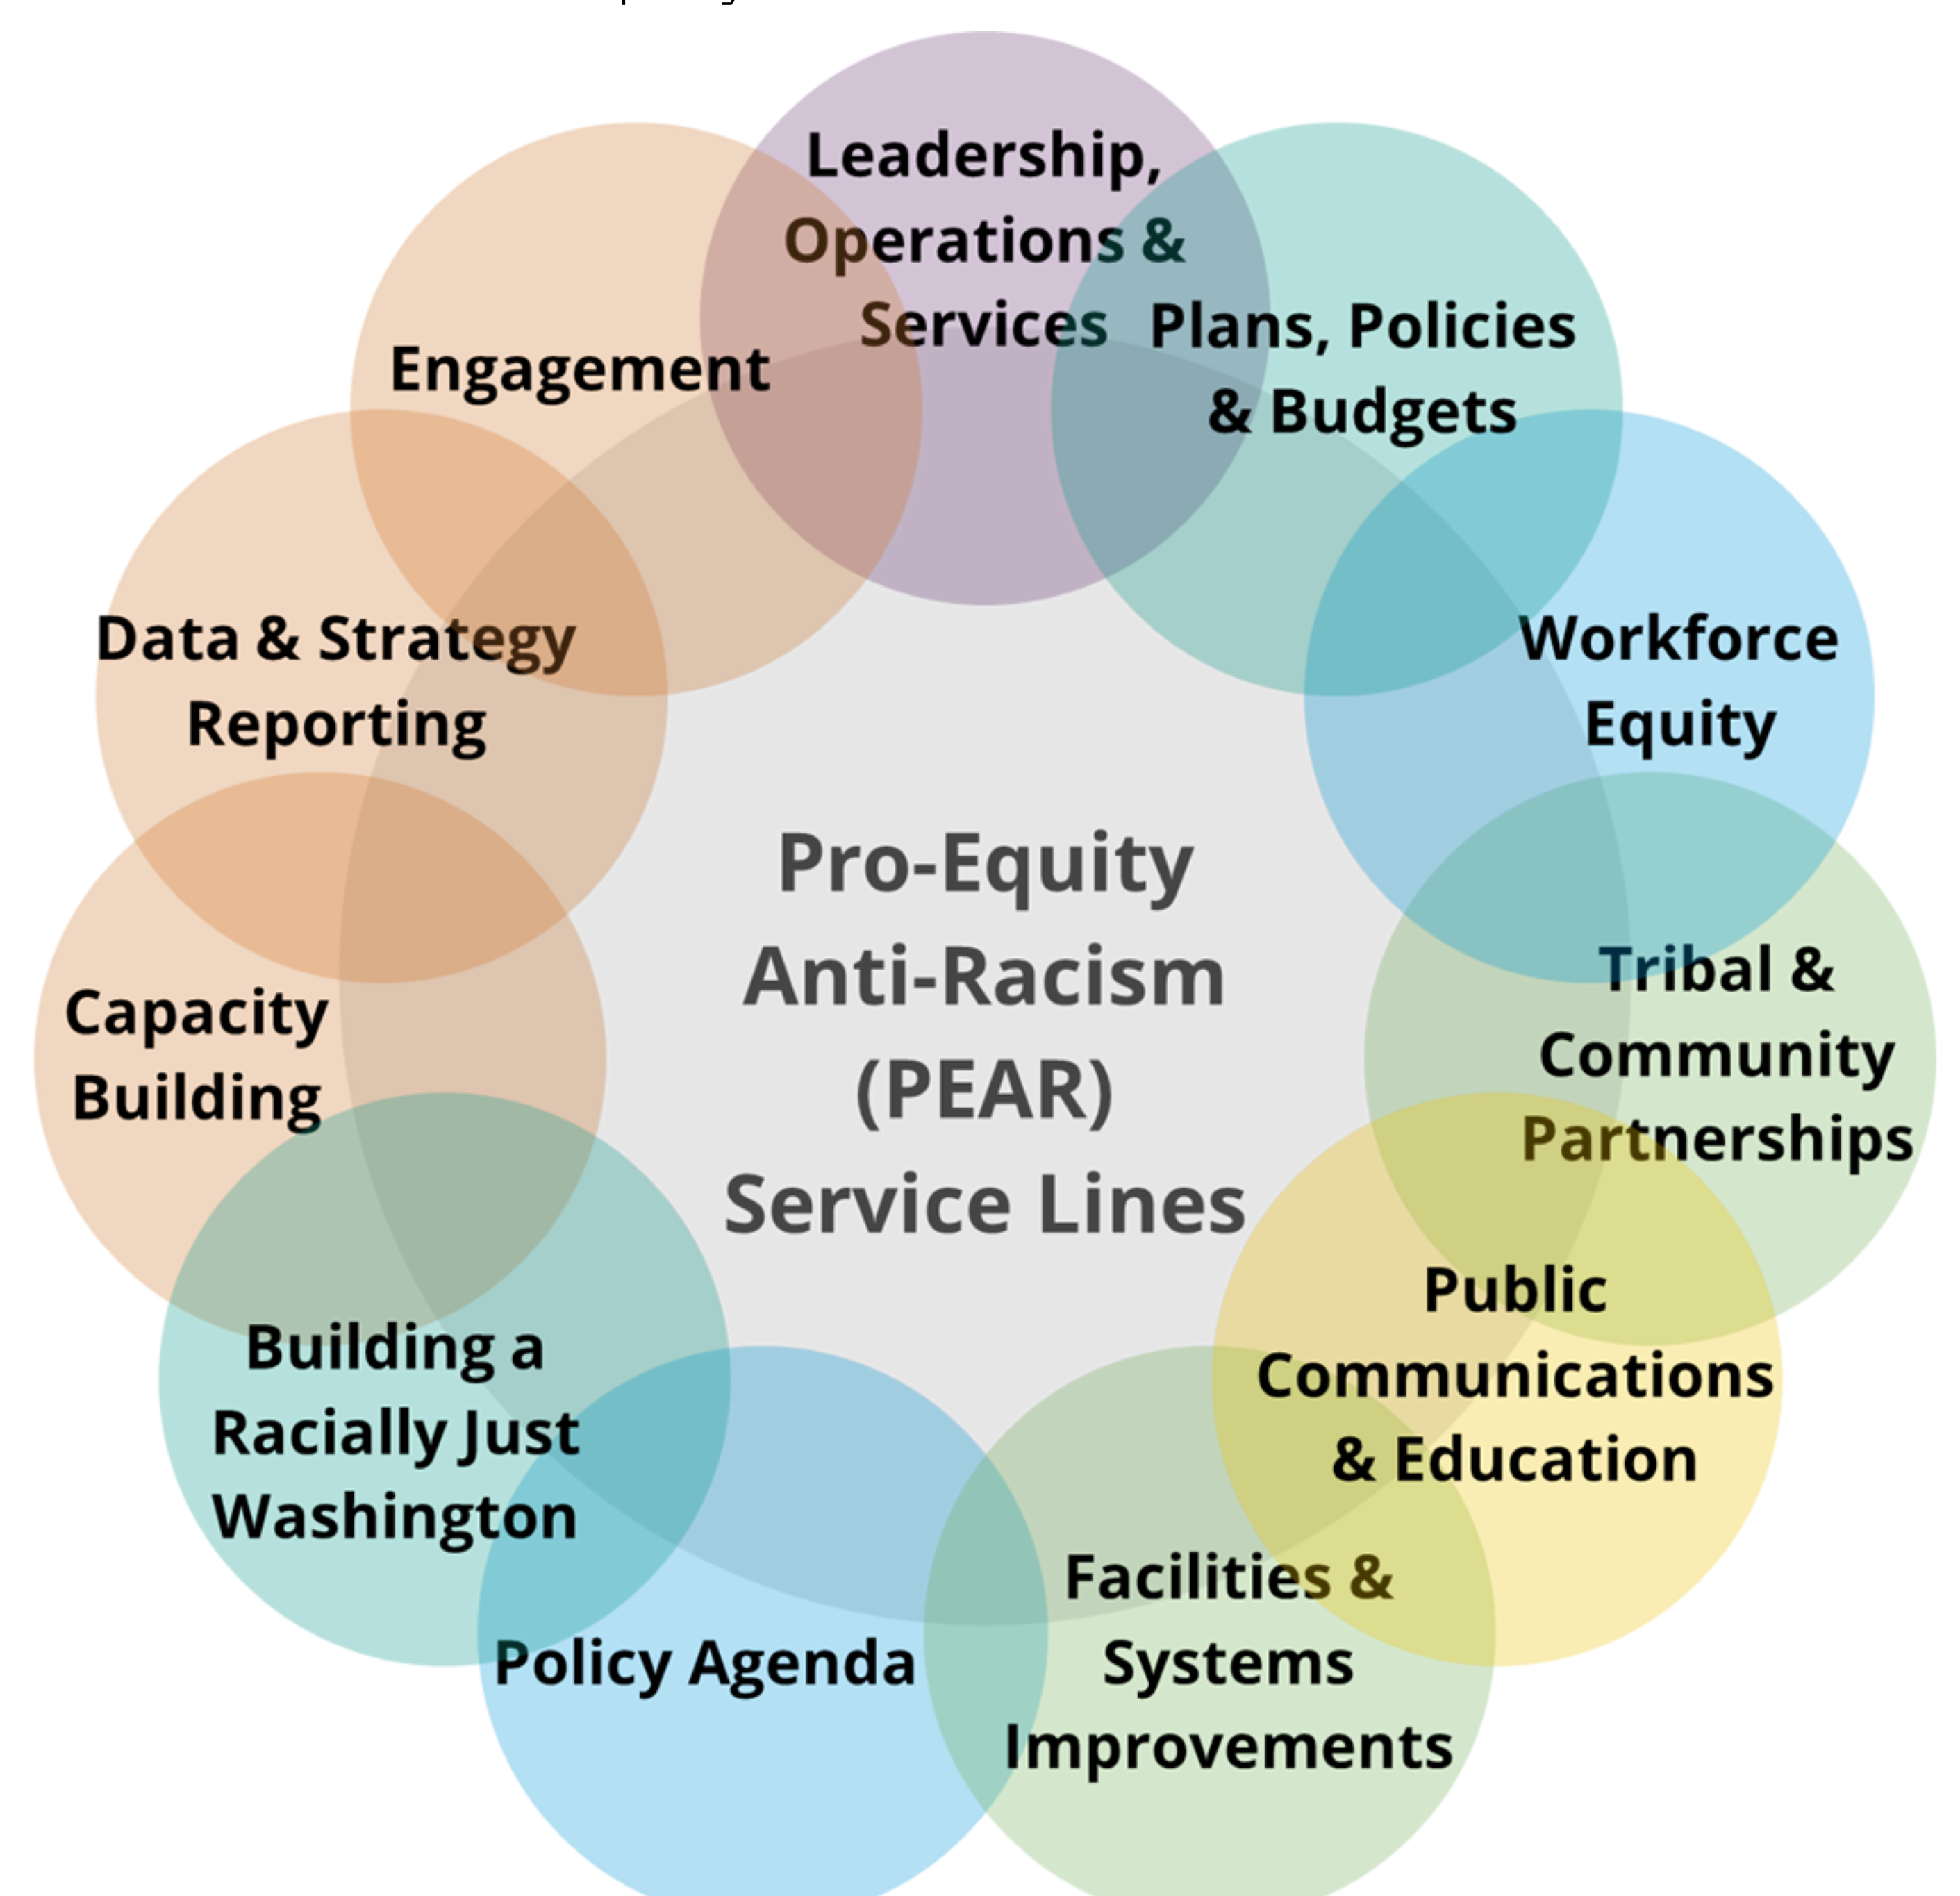 Leadership,
Operations &
Services
Plans, Policies
& Budgets
Workforce
Equity
Tribal &
Community
Partnerships
Public
Communications
& Education
Facilities &
Systems
Improvements
Policy Agenda
Building a
Racially Just
Washington
Capacity
Building
Data & Strategy
Reporting
Engagement
Pro-Equity
Anti-Racism
(PEAR)
Service Lines